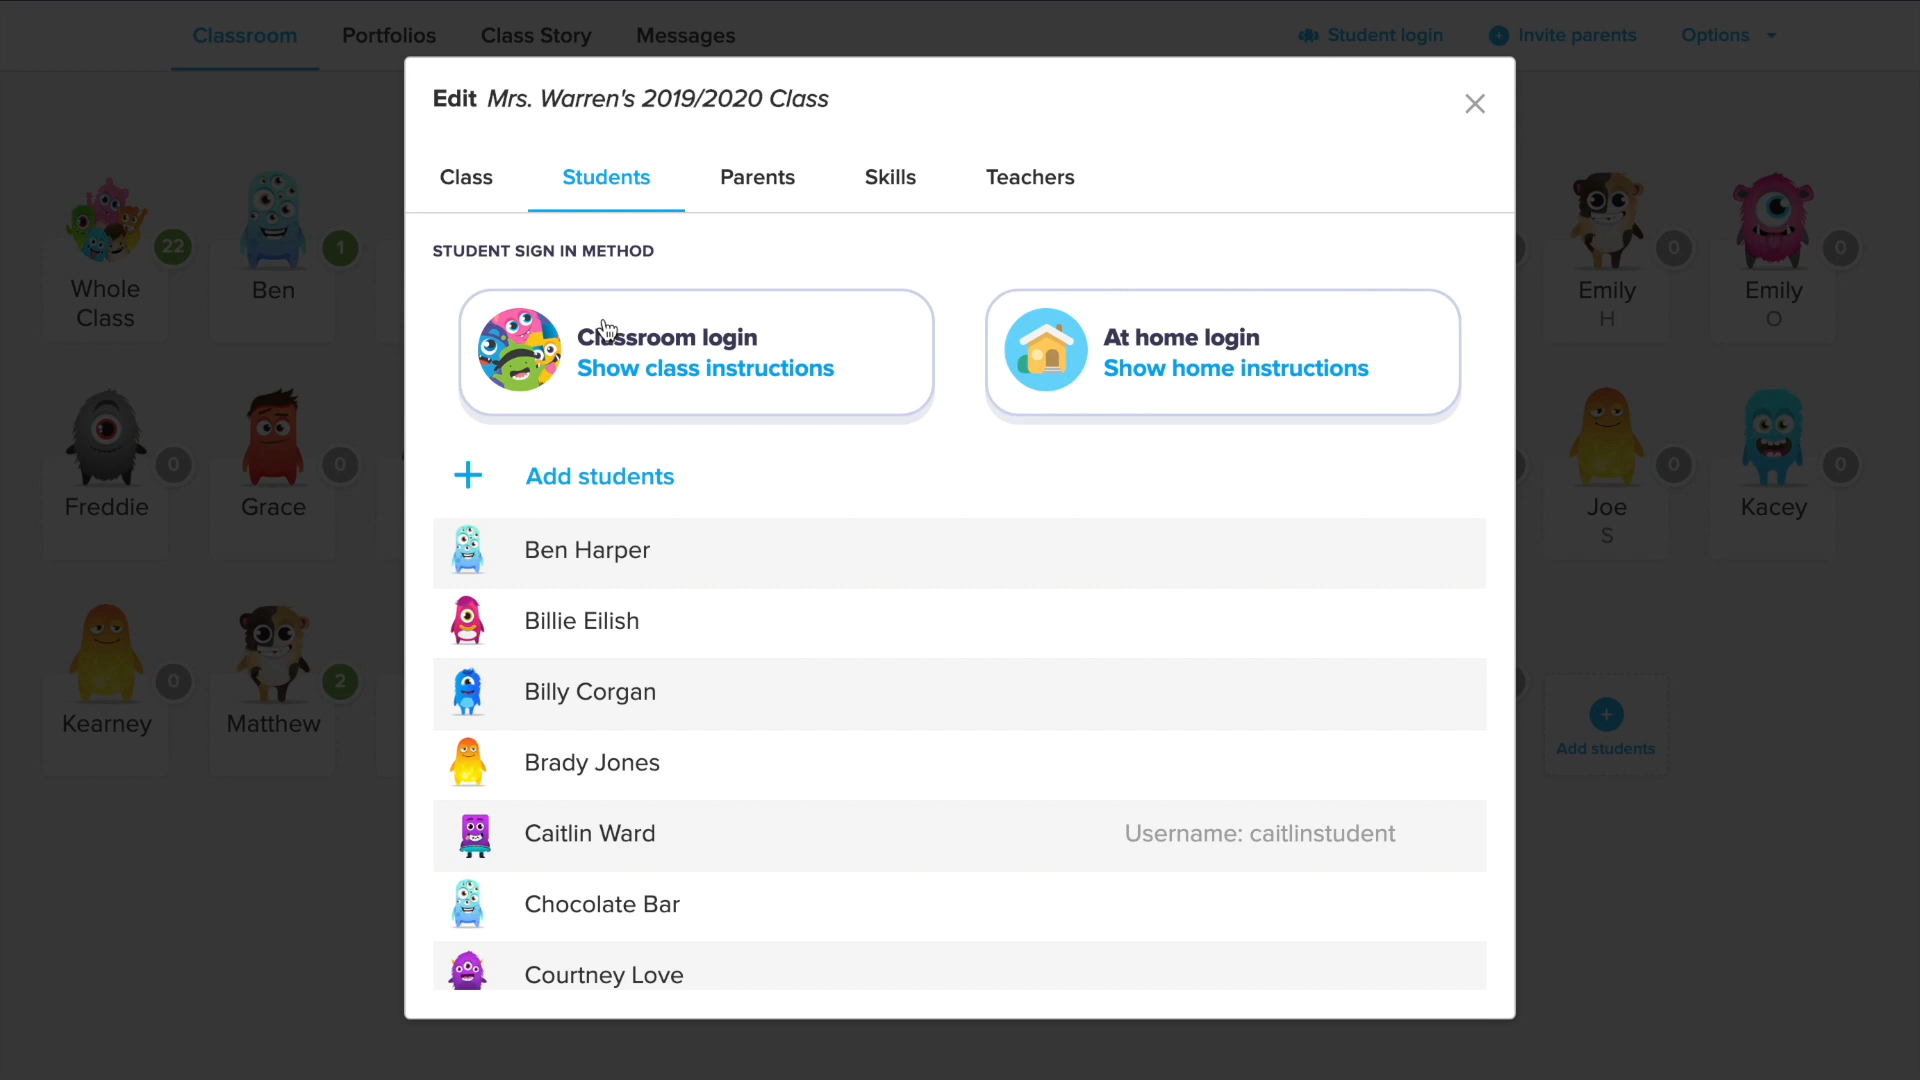 Classroom
Portfolios
Class Story
Messages
Student login
Invite parents
Options
Edit Mrs. Warren's 2019/2020 Class
Class
Students
Parents
Skills
Teachers
STUDENT SIGN IN METHOD
Classroom login
Show class instructions
At home login
Show home instructions
Add students
Ben Harper
Billie Eilish
Billy Corgan
Brady Jones
Caitlin Ward
Username: caitlinstudent
Chocolate Bar
Courtney Love
22
Whole
Class
1
Ben
0
Emily
H
0
Emily
O
0
Freddie
0
Grace
0
Joe
S
0
Kacey
0
Kearney
2
Matthew
Add students